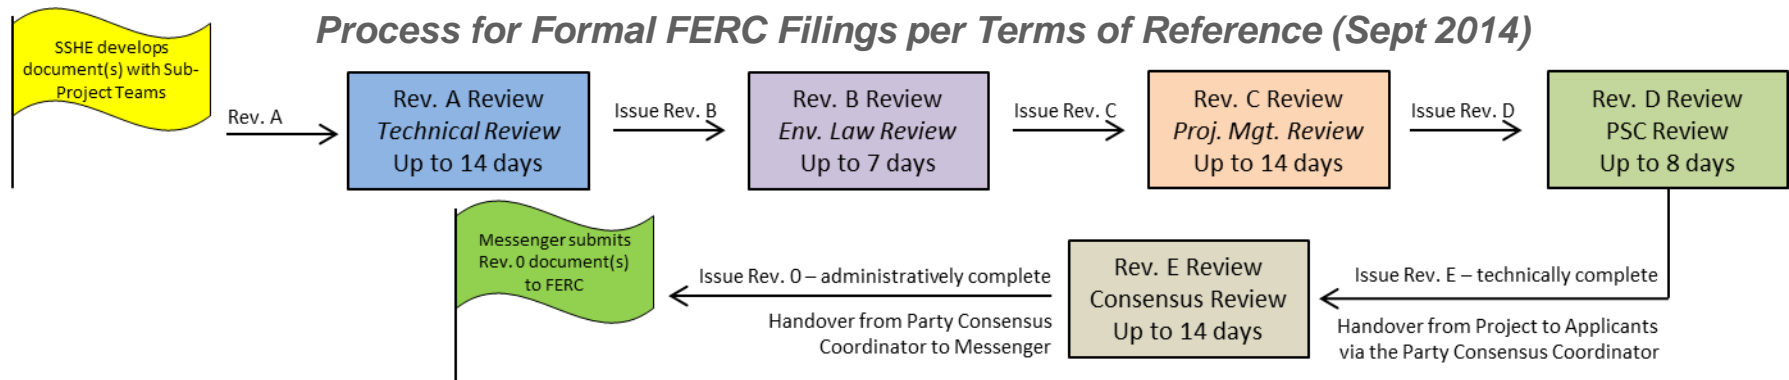 Process for Formal FERC Filings per Terms of Reference (Sept 2014)
SSHE develops
document(s) with Sub-
Project Teams
Rev. A
Rev. A Review
Technical Review
Up to 14 days
Issue Rev. B
Rev. B Review
Env. Law Review
Up to 7 days
Issue Rev. C
Rev. C Review
Proj. Mgt. Review
Up to 14 days
Issue Rev. D
Rev. D Review
PSC Review
Up to 8 days
Issue Rev. E – technically complete
Handover from Project to Applicants
via the Party Consensus Coordinator
Rev. E Review
Consensus Review
Up to 14 days
Issue Rev. 0 – administratively complete
Handover from Party Consensus
Coordinator to Messenger
Messenger submits
Rev. 0 document(s)
to FERC